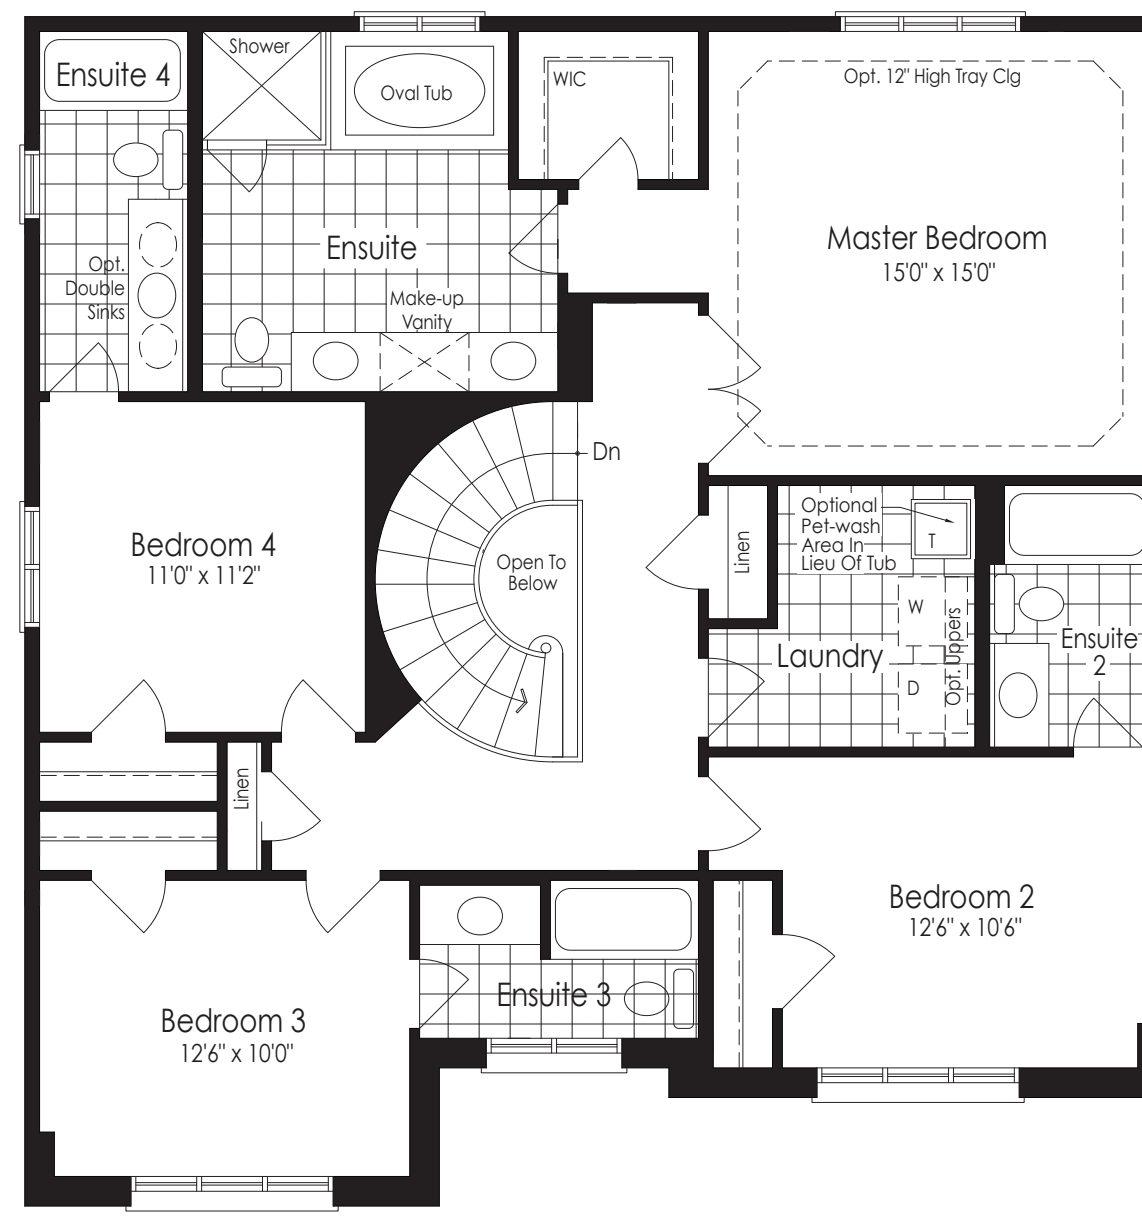 Ensuite 4
Shower
Oval Tub
WIC
Opt. 12" High Tray Clg
Master Bedroom
15'0" x 15'0"
Ensuite
Opt.
Double
Sinks
Make-up
Vanity
Dn
Open To
Below
Bedroom 4
11'0" x 11'2"
Linen
Optional
Pet-wash
Area In
Lieu Of Tub
T
W
D
Opt. Uppers
Laundry
Ensuite
2
Linen
Bedroom 2
12'6" x 10'6"
Ensuite 3
Bedroom 3
12'6" x 10'0"